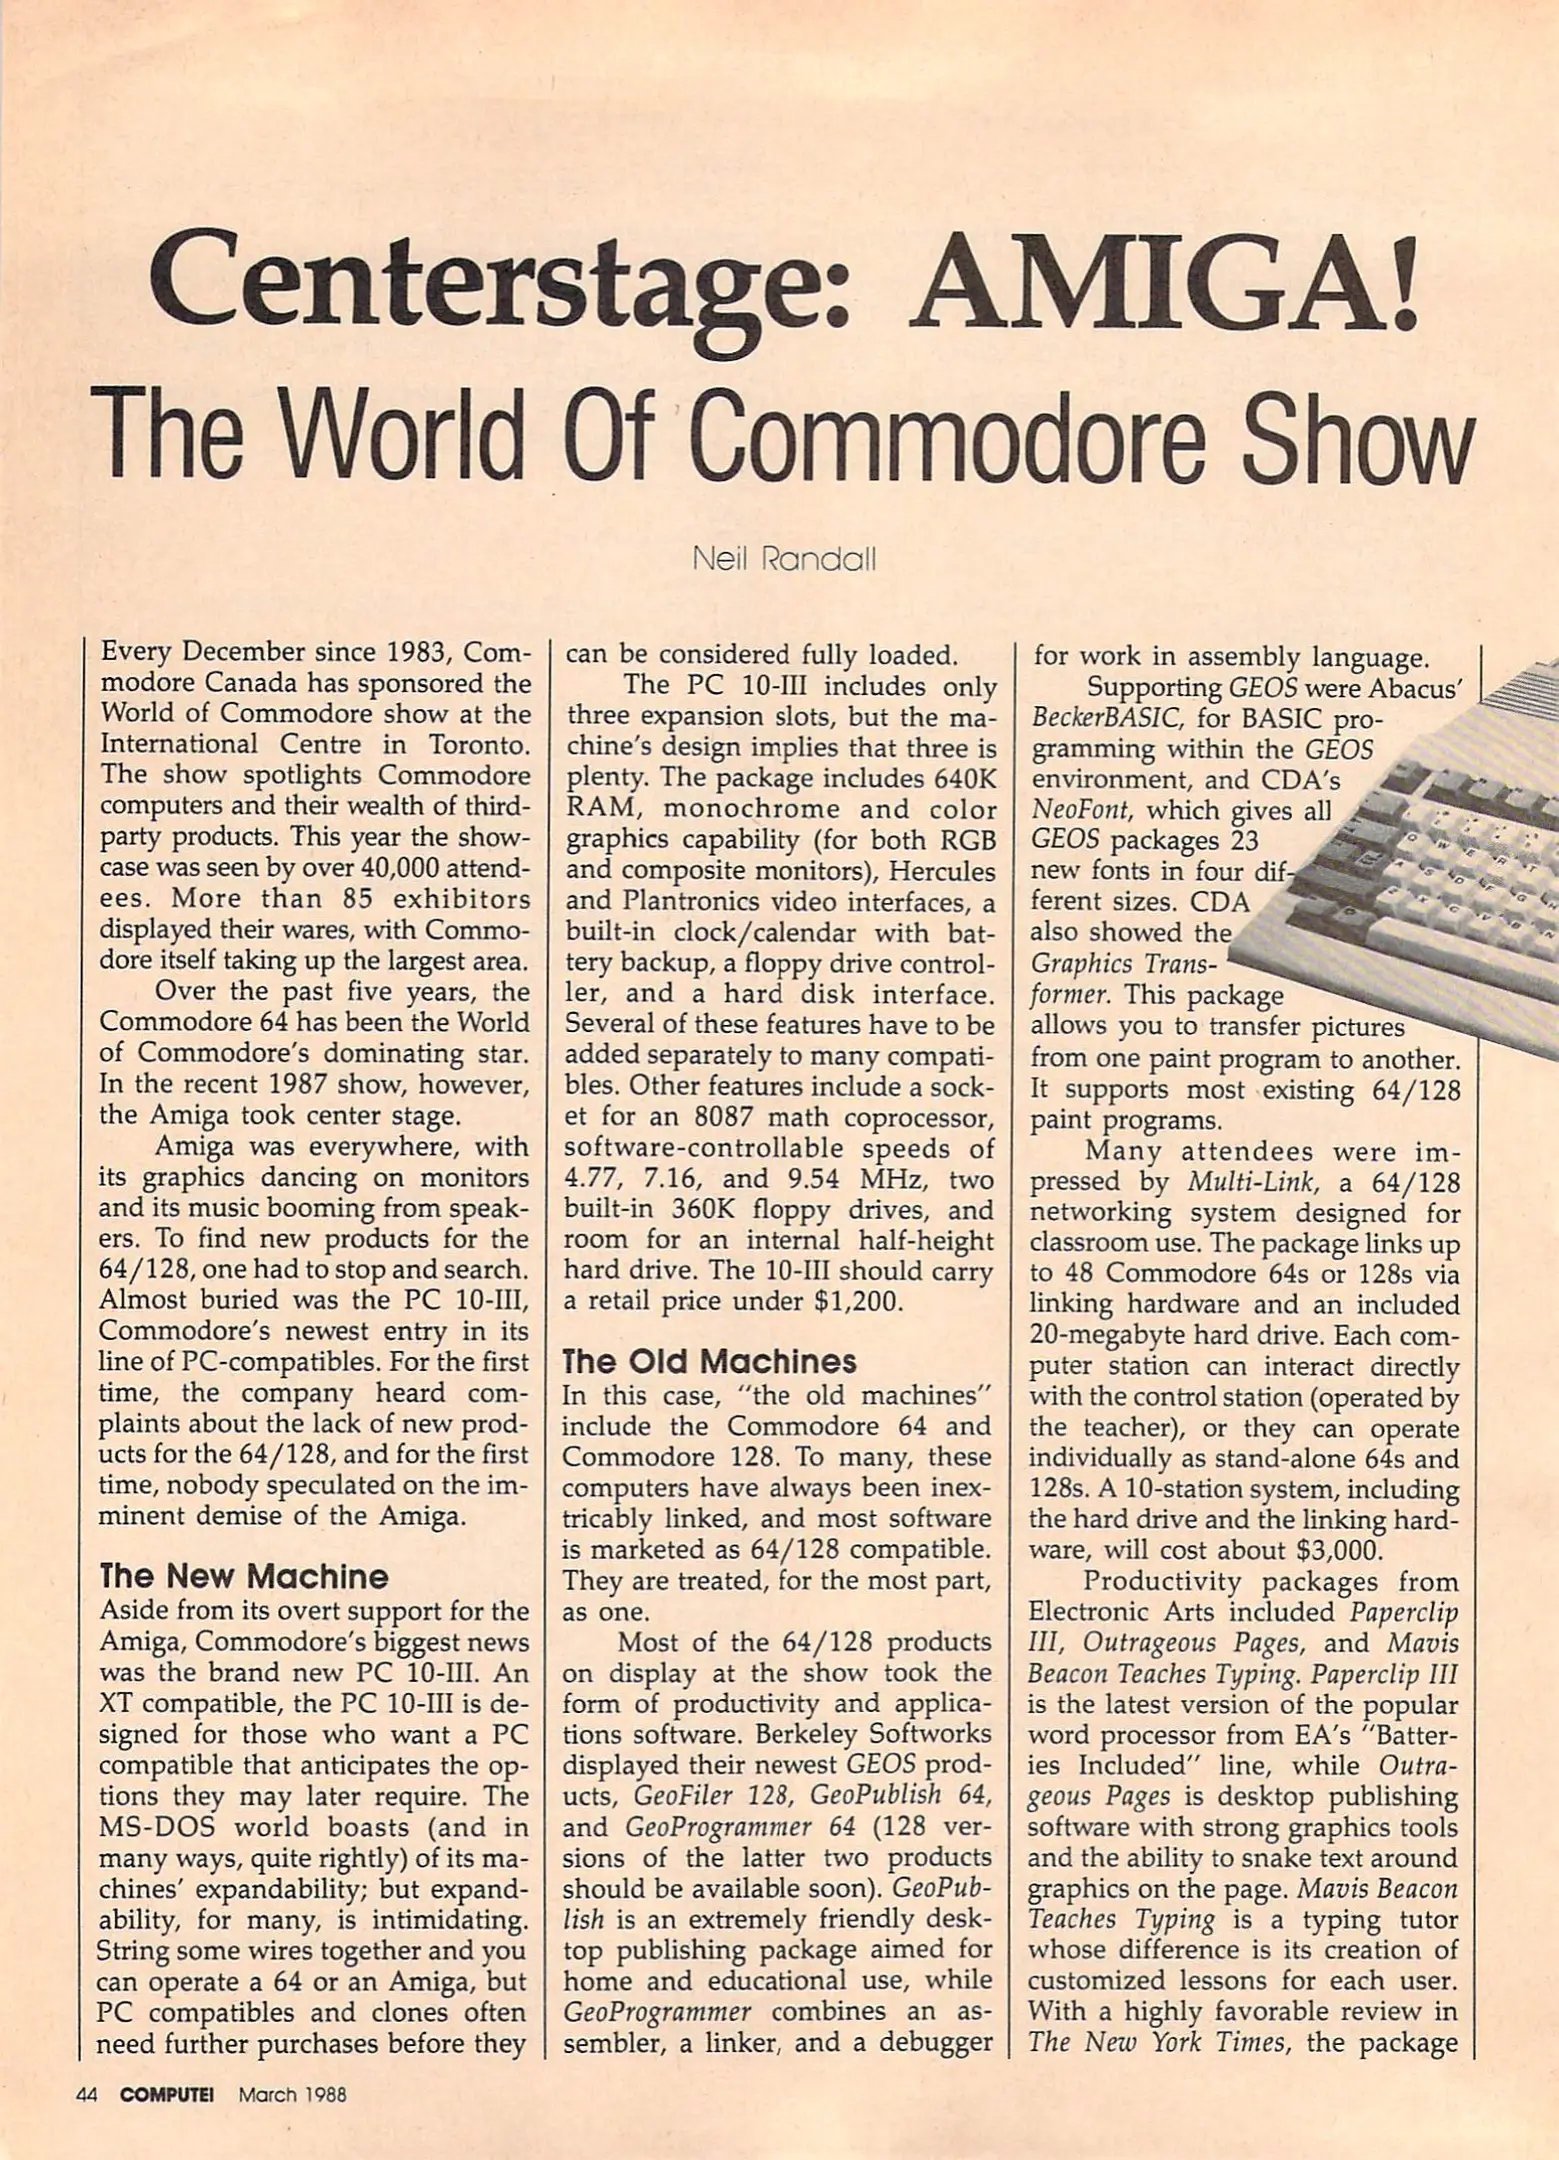 Centerstage: AMIGA!
The World Of Commodore Show
Neil Randall
Every December since 1983, Com-
modore Canada has sponsored the
World of Commodore show at the
International Centre in Toronto.
The show spotlights Commodore
computers and their wealth of third-
party products. This year the show-
case was seen by over 40,000 attend-
ees. More than 85 exhibitors
displayed their wares, with Commo-
dore itself taking up the largest area.
Over the past five years, the
Commodore 64 has been the World
of Commodore's dominating star.
In the recent 1987 show, however,
the Amiga took center stage.
Amiga was everywhere, with
its graphics dancing on monitors
and its music booming from speak-
ers. To find new products for the
64/128, one had to stop and search.
Almost buried was the PC 10-III,
Commodore's newest entry in its
line of PC-compatibles. For the first
time, the company heard com-
plaints about the lack of new prod-
ucts for the 64/128, and for the first
time, nobody speculated on the im-
minent demise of the Amiga.
The New Machine
Aside from its overt support for the
Amiga, Commodore's biggest news
was the brand new PC 10-III. An
XT compatible, the PC 10-III is de-
signed for those who want a PC
compatible that anticipates the op-
tions they may later require. The
MS-DOS world boasts (and in
many ways, quite rightly) of its ma-
chines' expandability; but expand-
ability, for many, is intimidating.
String some wires together and you
can operate a 64 or an Amiga, but
PC compatibles and clones often
need further purchases before they
can be considered fully loaded.
The PC 10-III includes only
three expansion slots, but the ma-
chine's design implies that three is
plenty. The package includes 640K
RAM, monochrome and color
graphics capability (for both RGB
and composite monitors), Hercules
and Plantronics video interfaces, a
built-in clock/calendar with bat-
tery backup, a floppy drive control-
ler, and a hard disk interface.
Several of these features have to be
added separately to many compati-
bles. Other features include a sock-
et for an 8087 math coprocessor,
software-controllable speeds of
4.77, 7.16, and 9.54 MHz, two
built-in 360K floppy drives, and
room for an internal half-height
hard drive. The 10-III should carry
a retail price under $1,200.
The Old Machines
In this case, "the old machines"
include the Commodore 64 and
Commodore 128. To many, these
computers have always been inex-
tricably linked, and most software
is marketed as 64/128 compatible.
They are treated, for the most part,
as one.
Most of the 64/128 products
on display at the show took the
form of productivity and applica-
tions software. Berkeley Softworks
displayed their newest GEOS prod-
ucts, GeoFiler 128, GeoPublish 64,
and GeoProgrammer 64 (128 ver-
sions of the latter two products
should be available soon). GeoPub-
lish is an extremely friendly desk-
top publishing package aimed for
home and educational use, while
GeoProgrammer combines an as-
sembler, a linker, and a debugger
for work in assembly language.
Supporting GEOS were Abacus'
BeckerBASIC, for BASIC pro-
gramming within the GEOS
environment, and CDA's
NeoFont, which gives all
GEOS packages 23
new fonts in four dif-
ferent sizes. CDA
also showed the
Graphics Trans-
former. This package
allows you to transfer pictures
from one paint program to another.
It supports most existing 64/128
paint programs.
Many attendees were im-
pressed by Multi-Link, a 64/128
networking system designed for
classroom use. The package links up
to 48 Commodore 64s or 128s via
linking hardware and an included
20-megabyte hard drive. Each com-
puter station can interact directly
with the control station (operated by
the teacher), or they can operate
individually as stand-alone 64s and
128s. A 10-station system, including
the hard drive and the linking hard-
ware, will cost about $3,000.
Productivity packages from
Electronic Arts included Paperclip
III, Outrageous Pages, and Mavis
Beacon Teaches Typing. Paperclip III
is the latest version of the popular
word processor from EA's "Batter-
ies Included" line, while Outra-
geous Pages is desktop publishing
software with strong graphics tools
and the ability to snake text around
graphics on the page. Mavis Beacon
Teaches Typing is a typing tutor
whose difference is its creation of
customized lessons for each user.
With a highly favorable review in
The New York Times, the package
44 COMPUTE! March 1988